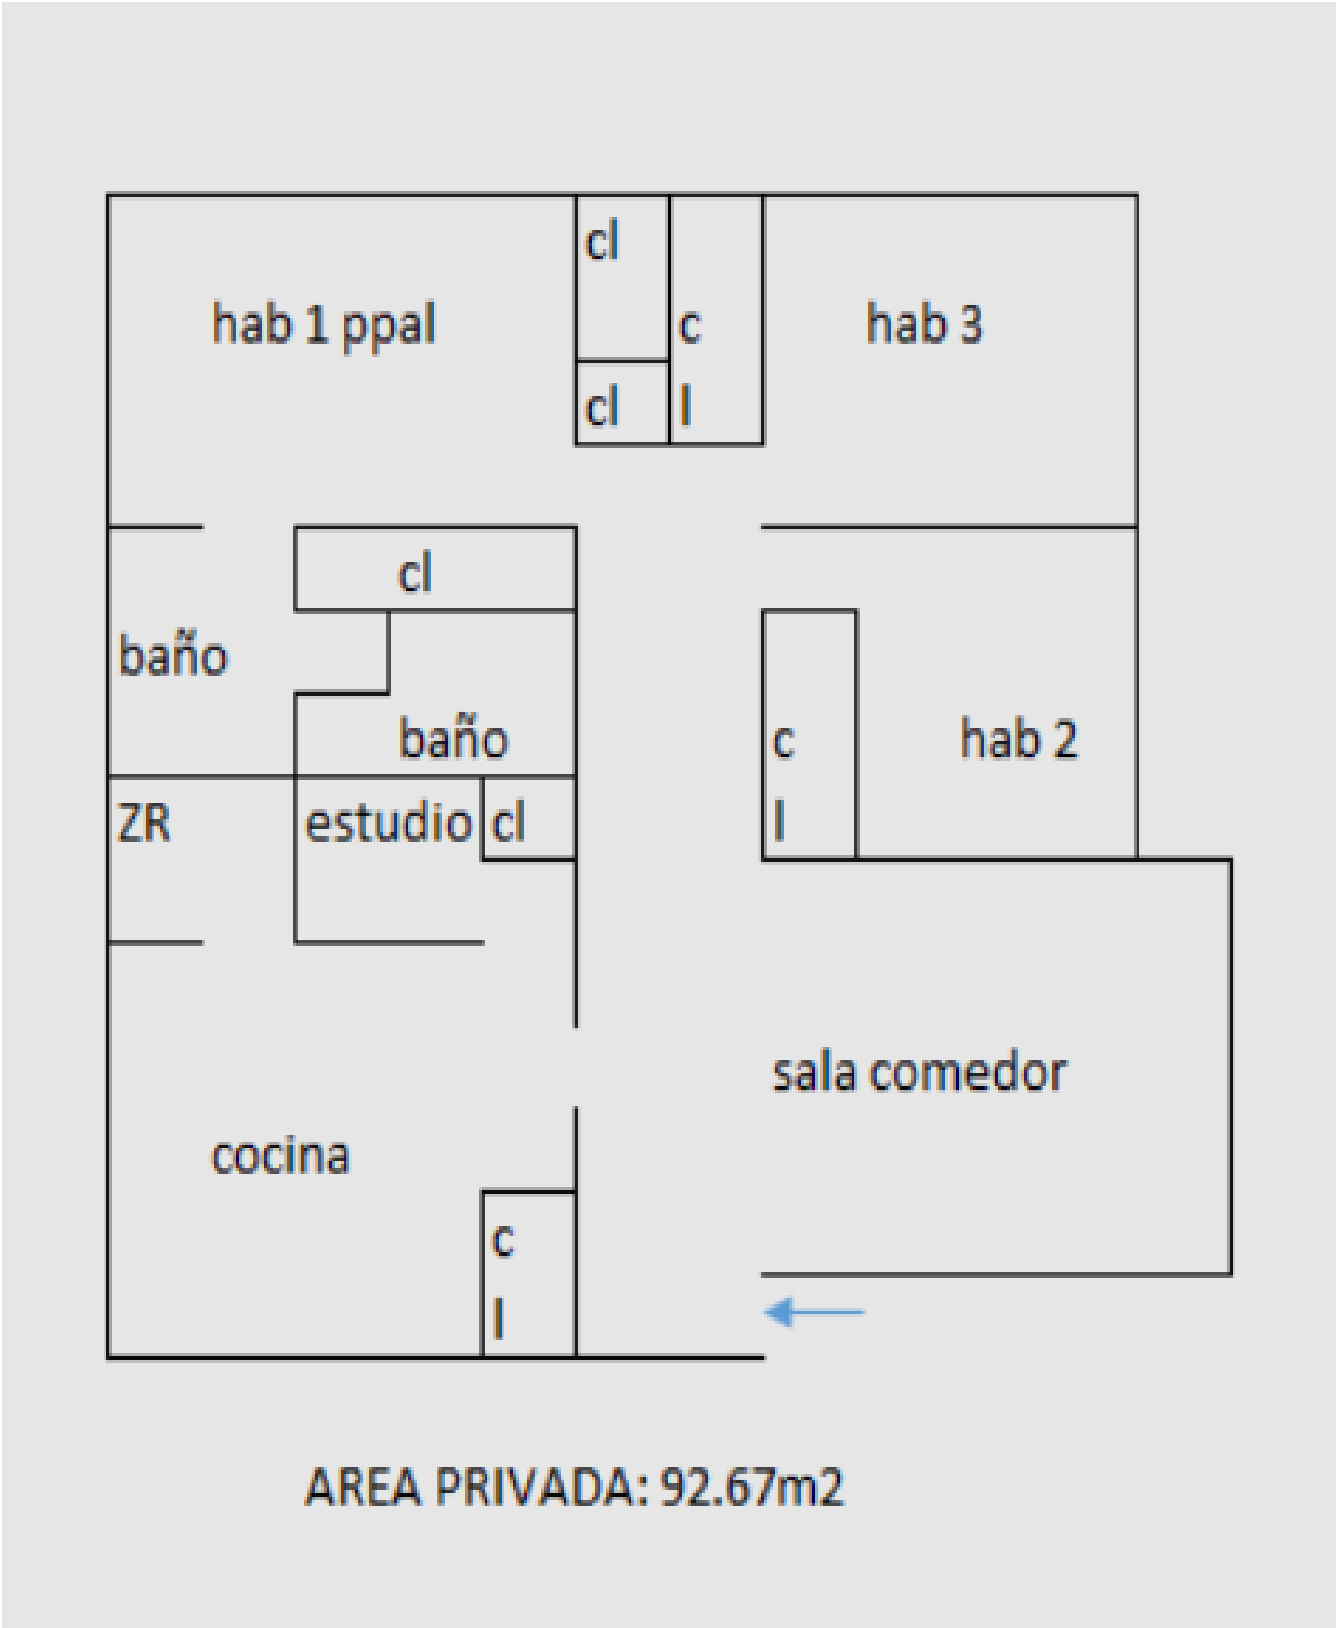 cl
hab 1 ppal
c
hab 3
cl
l
cl
baño
baño
c
hab 2
ZR
estudio
cl
l
sala comedor
cocina
c
l
AREA PRIVADA: 92.67m2